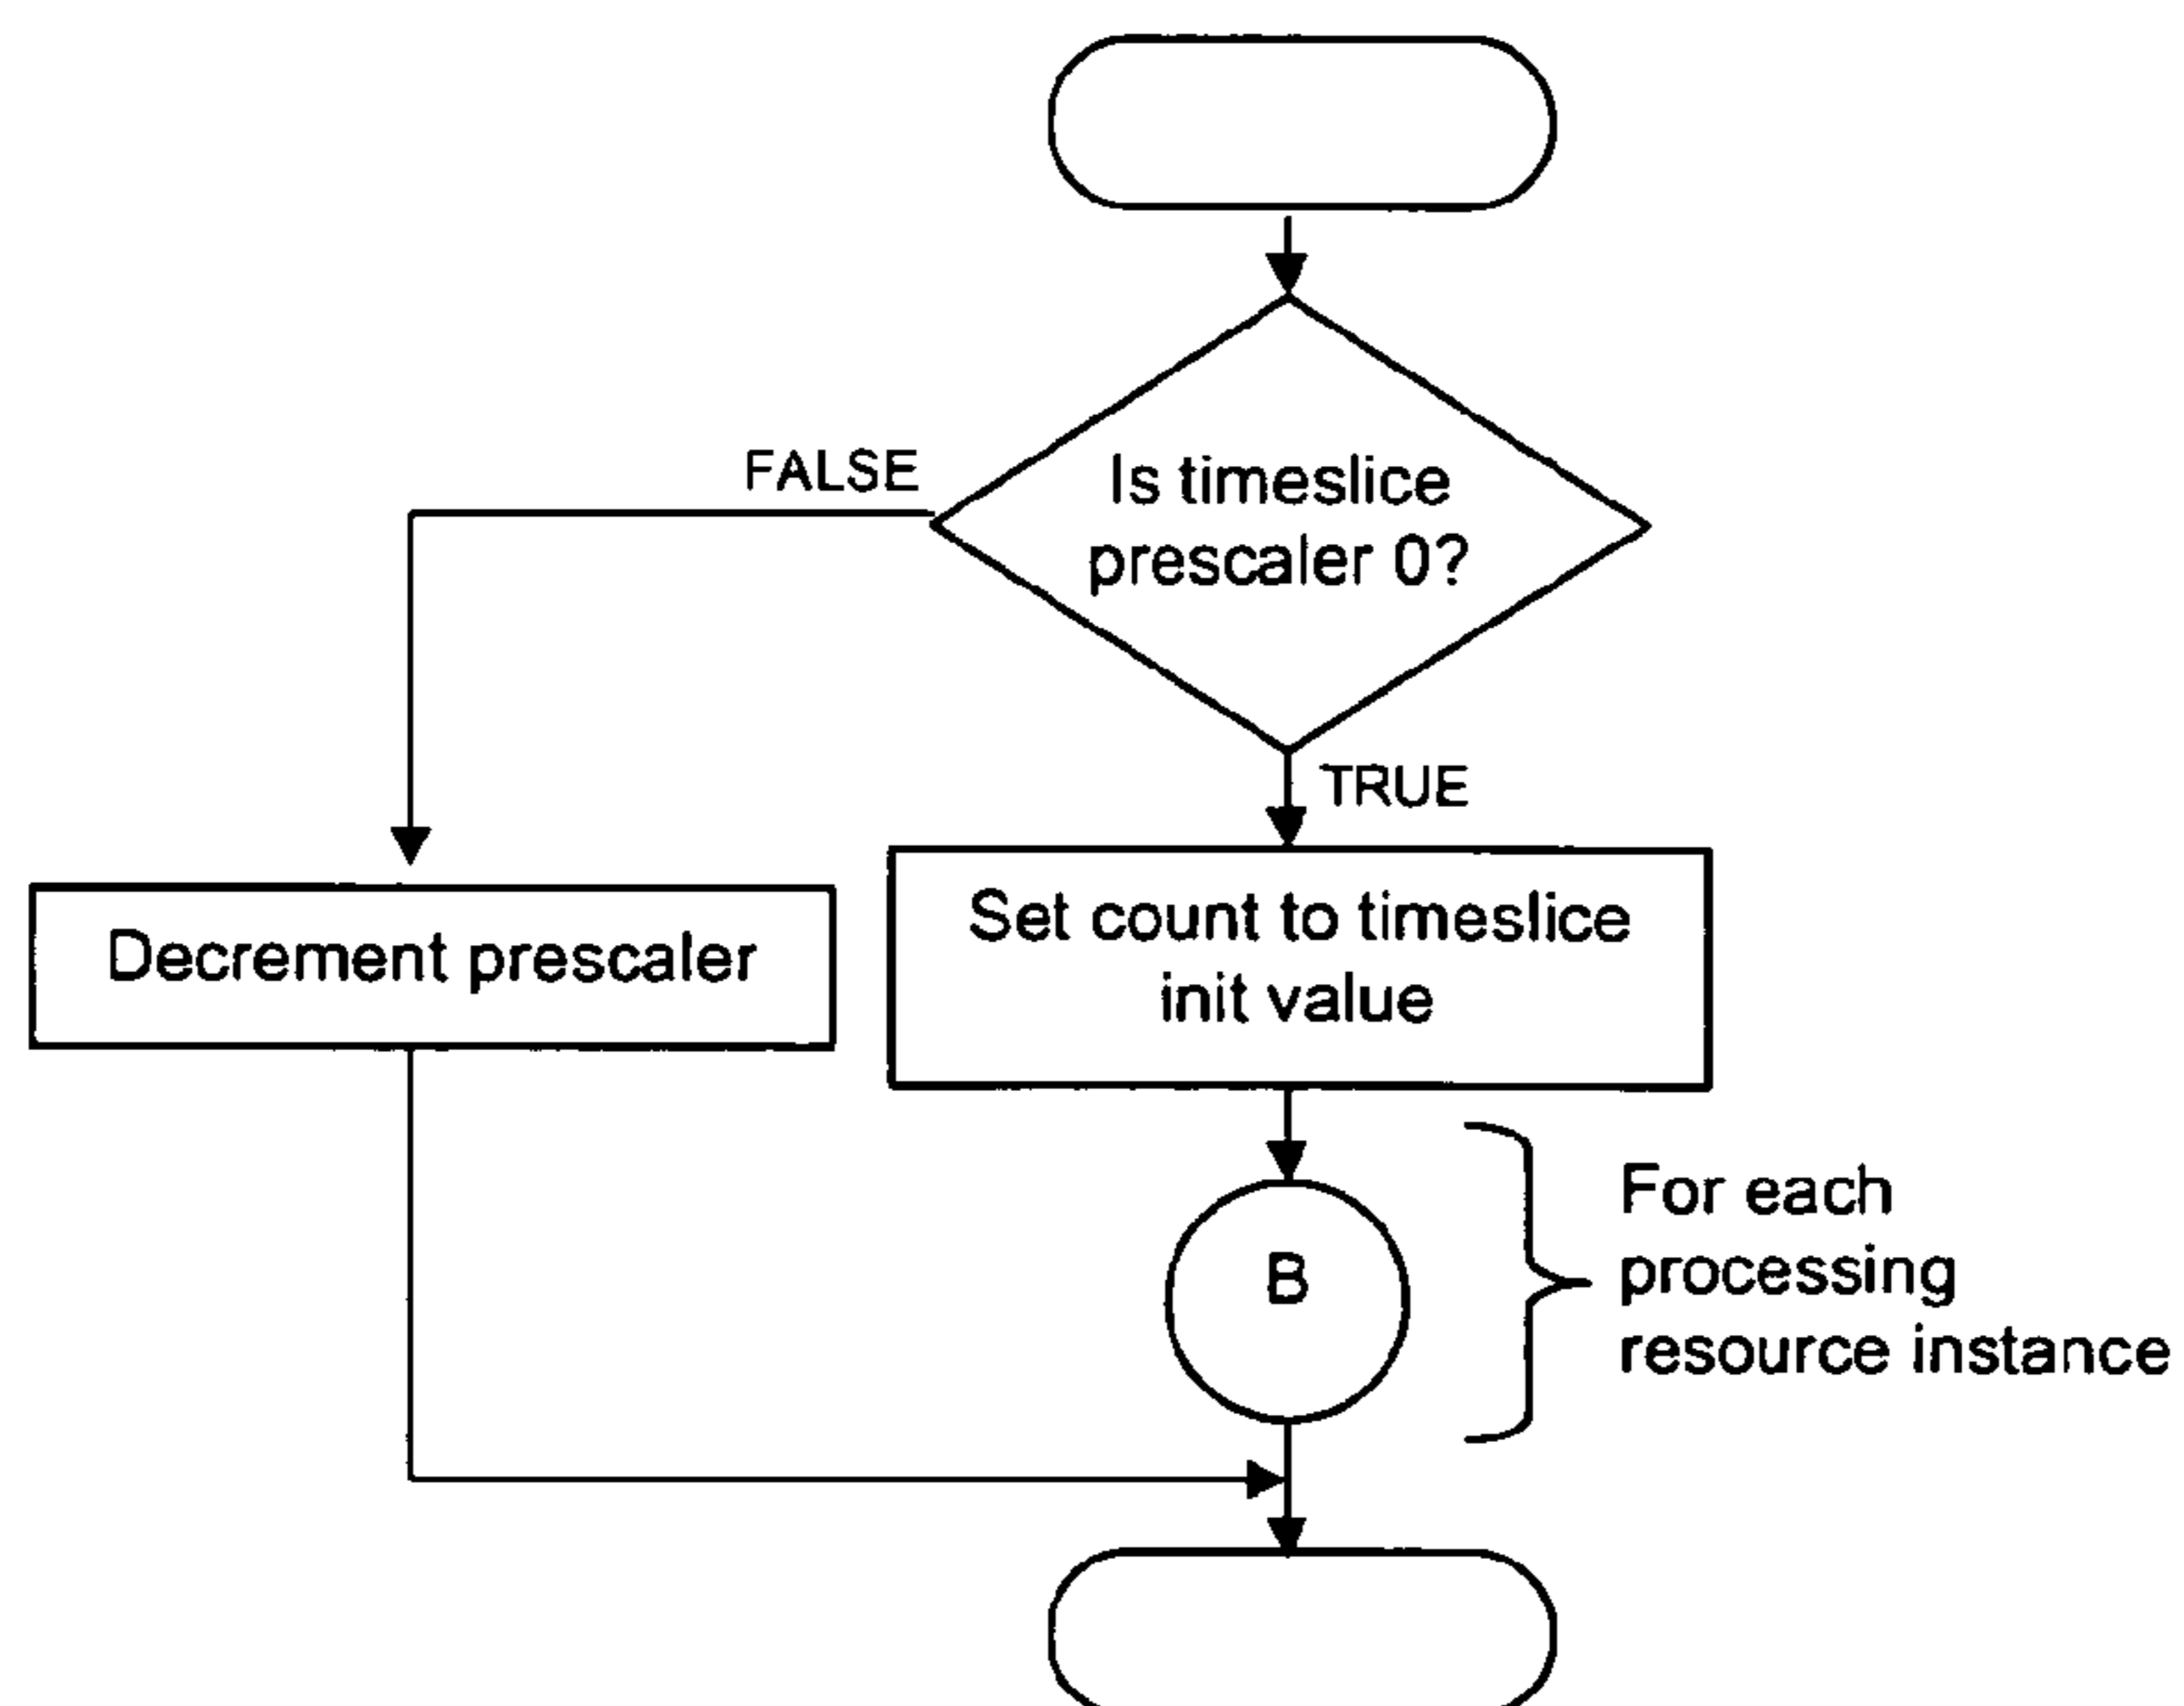 Is timeslice
prescaler 0?
FALSE
TRUE
Decrement prescaler
Set count to timeslice
init value
B
For each
processing
resource instance